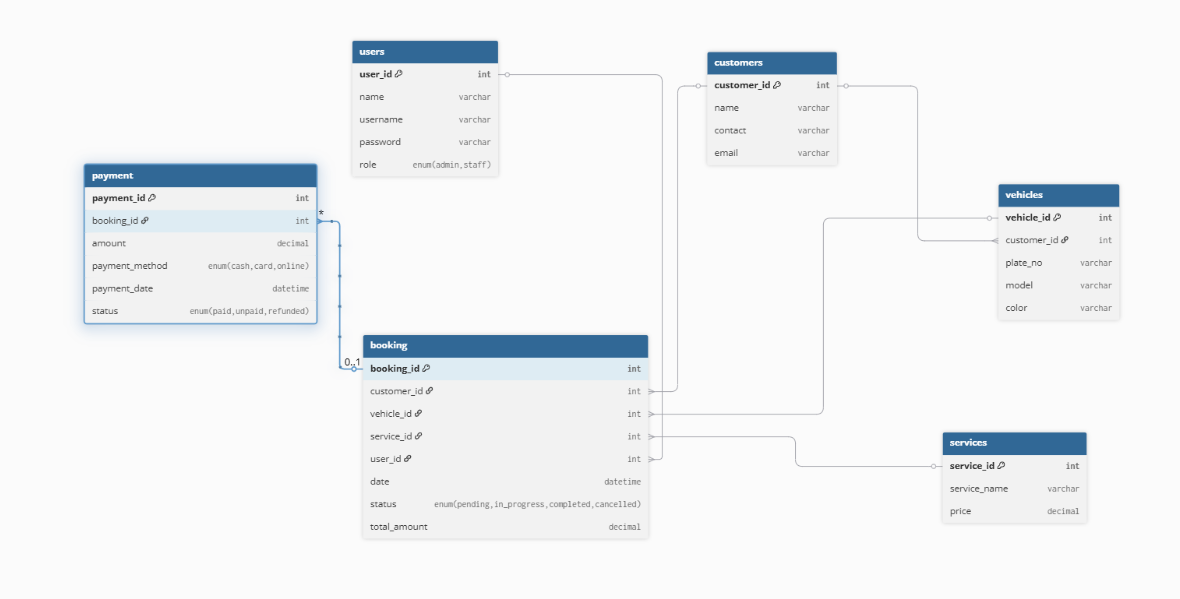 users
user_id int
name varchar
username varchar
password varchar
role enum(admin,staff)
customers
customer_id int
name varchar
contact varchar
email varchar
payment
payment_id int
booking_id int
amount decimal
payment_method enum(cash,card,online)
payment_date datetime
status enum(paid,unpaid,refunded)
*
0..1
vehicles
vehicle_id int
customer_id int
plate_no varchar
model varchar
color varchar
booking
booking_id int
customer_id int
vehicle_id int
service_id int
user_id int
date datetime
status enum(pending,in_progress,completed,cancelled)
total_amount decimal
services
service_id int
service_name varchar
price decimal